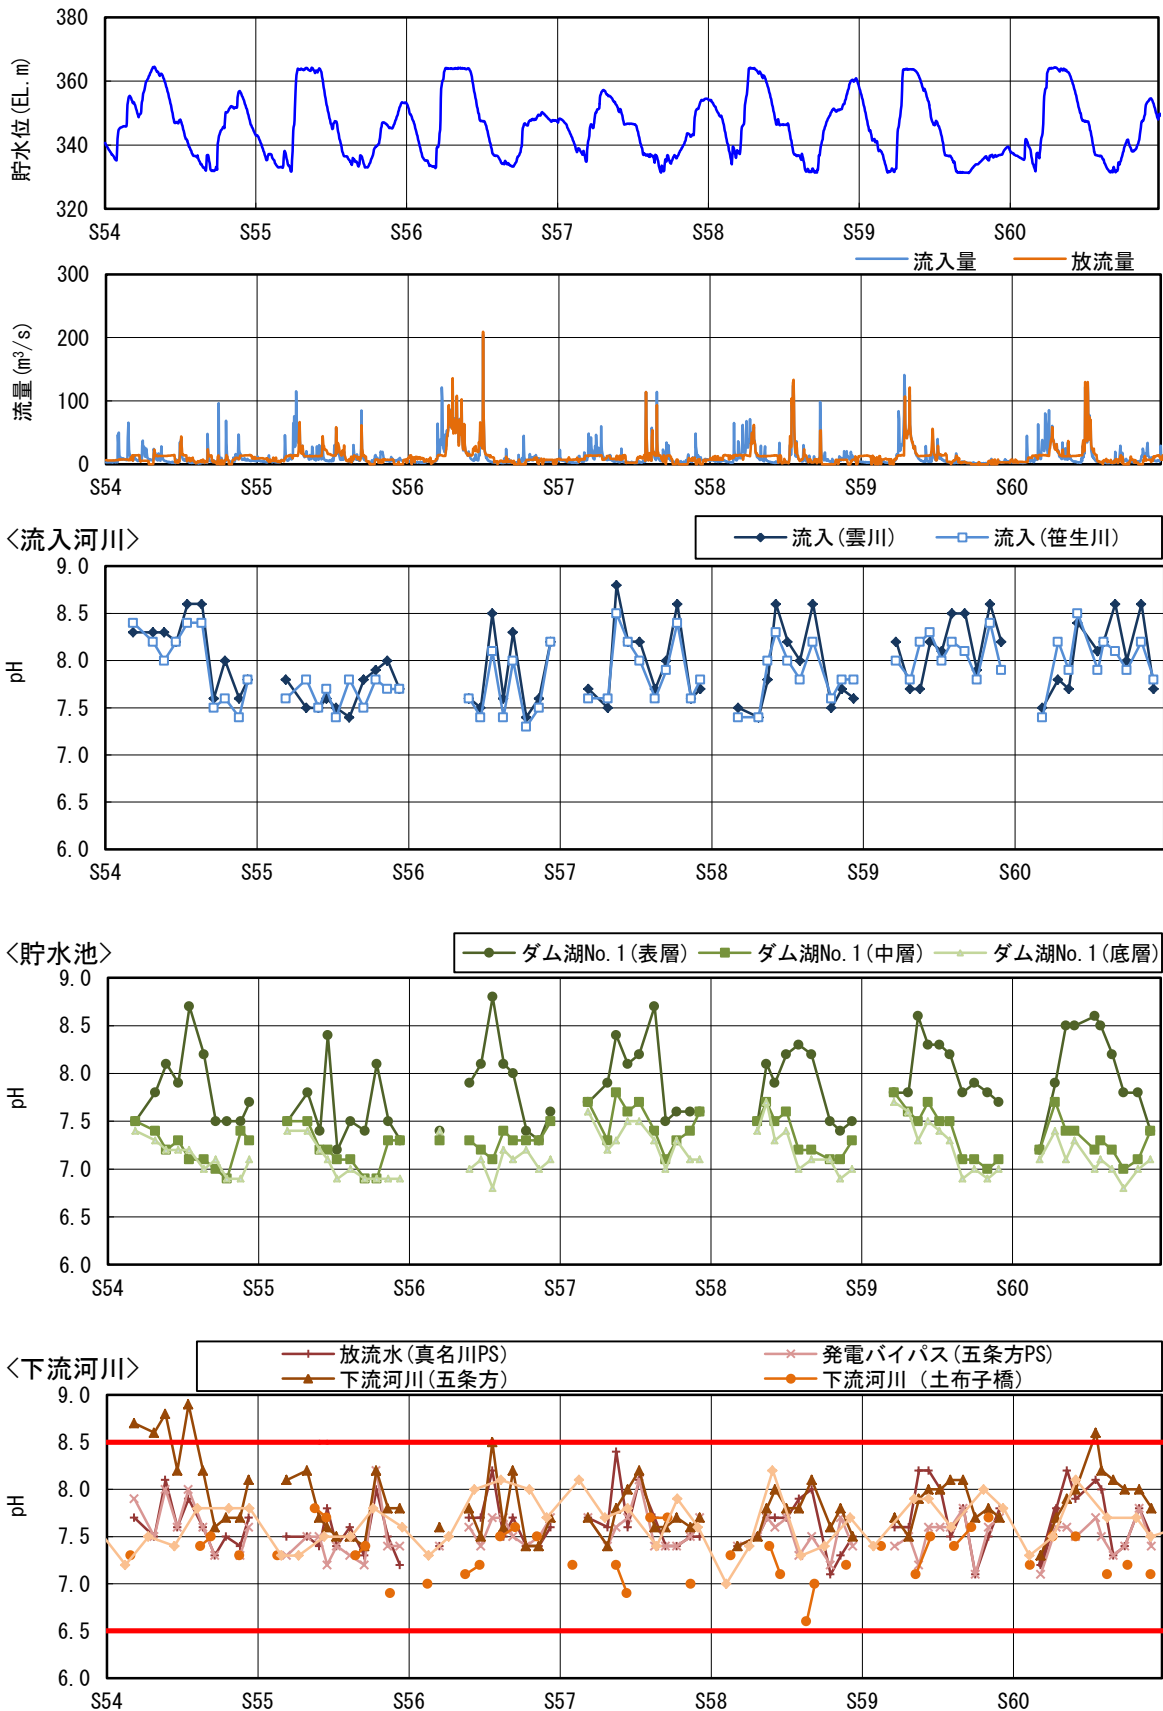 380
360
340
320
貯水位(EL. m)
S54 S55 S56 S57 S58 S59 S60
流入量 放流量
300
200
100
0
流量(m³/s)
S54 S55 S56 S57 S58 S59 S60
<流入河川>
流入(雲川) 流入(笹生川)
9.0
8.5
8.0
7.5
7.0
6.5
6.0
pH
S54 S55 S56 S57 S58 S59 S60
<貯水池>
ダム湖No.1(表層) ダム湖No.1(中層) ダム湖No.1(底層)
9.0
8.5
8.0
7.5
7.0
6.5
6.0
pH
S54 S55 S56 S57 S58 S59 S60
<下流河川>
放流水(真名川PS) 発電バイパス(五条方PS)
下流河川(五条方) 下流河川(土布子橋)
9.0
8.5
8.0
7.5
7.0
6.5
6.0
pH
S54 S55 S56 S57 S58 S59 S60